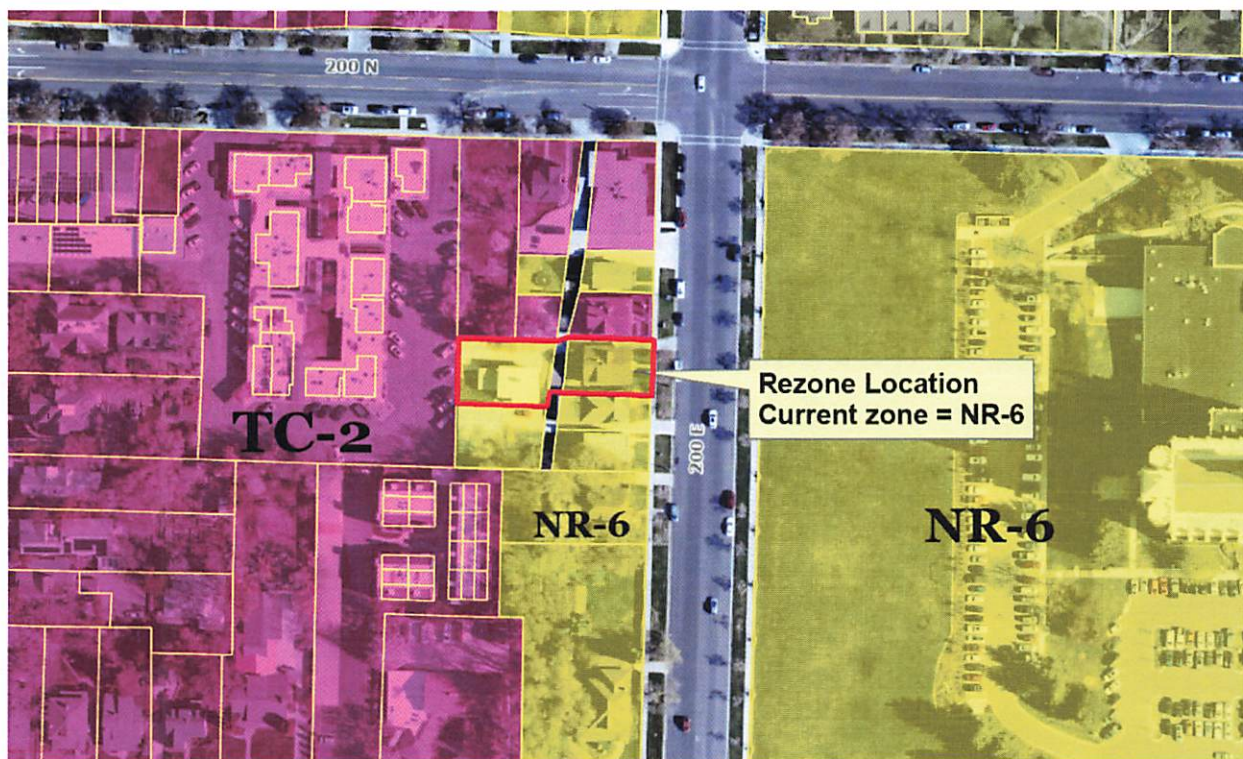 200 N
Rezone Location
Current zone = NR-6
TC-2
200 E
NR-6
NR-6